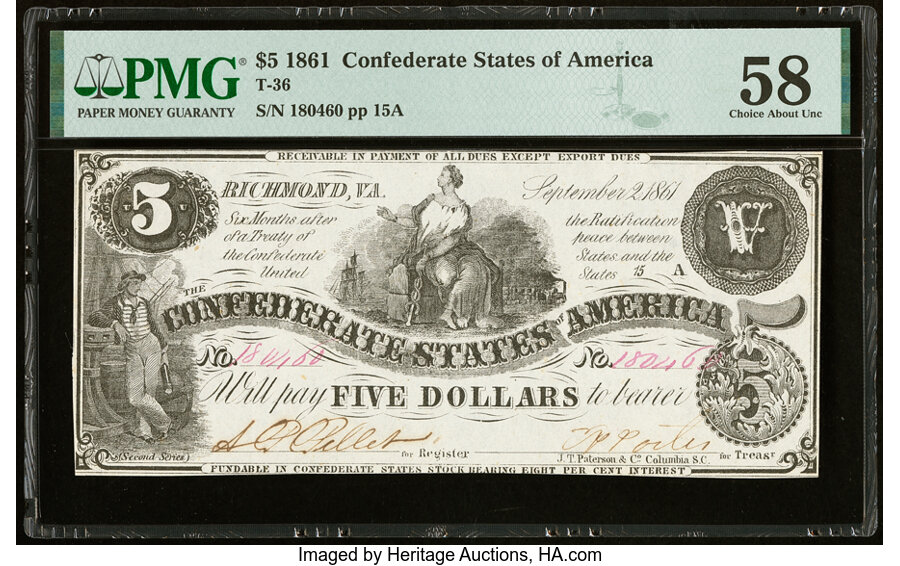 PMG®
PAPER MONEY GUARANTY
$5 1861 Confederate States of America
T-36
S/N 180460 pp 15A
58
Choice About Unc
RECEIVABLE IN PAYMENT OF ALL DUES EXCEPT EXPORT DUES
5
RICHMOND, VA.
September 2, 1861
V
Six Months after the Ratification
of a Treaty of peace between
the Confederate States and the
United States 15 A
THE
CONFEDERATE STATES OF AMERICA
No. 180460 No. 180460
Will pay FIVE DOLLARS to bearer
5
for Register
for Treasr
(Second Series)
J.T. Paterson & Co Columbia S.C.
FUNDABLE IN CONFEDERATE STATES STOCK BEARING EIGHT PER CENT INTEREST
Imaged by Heritage Auctions, HA.com